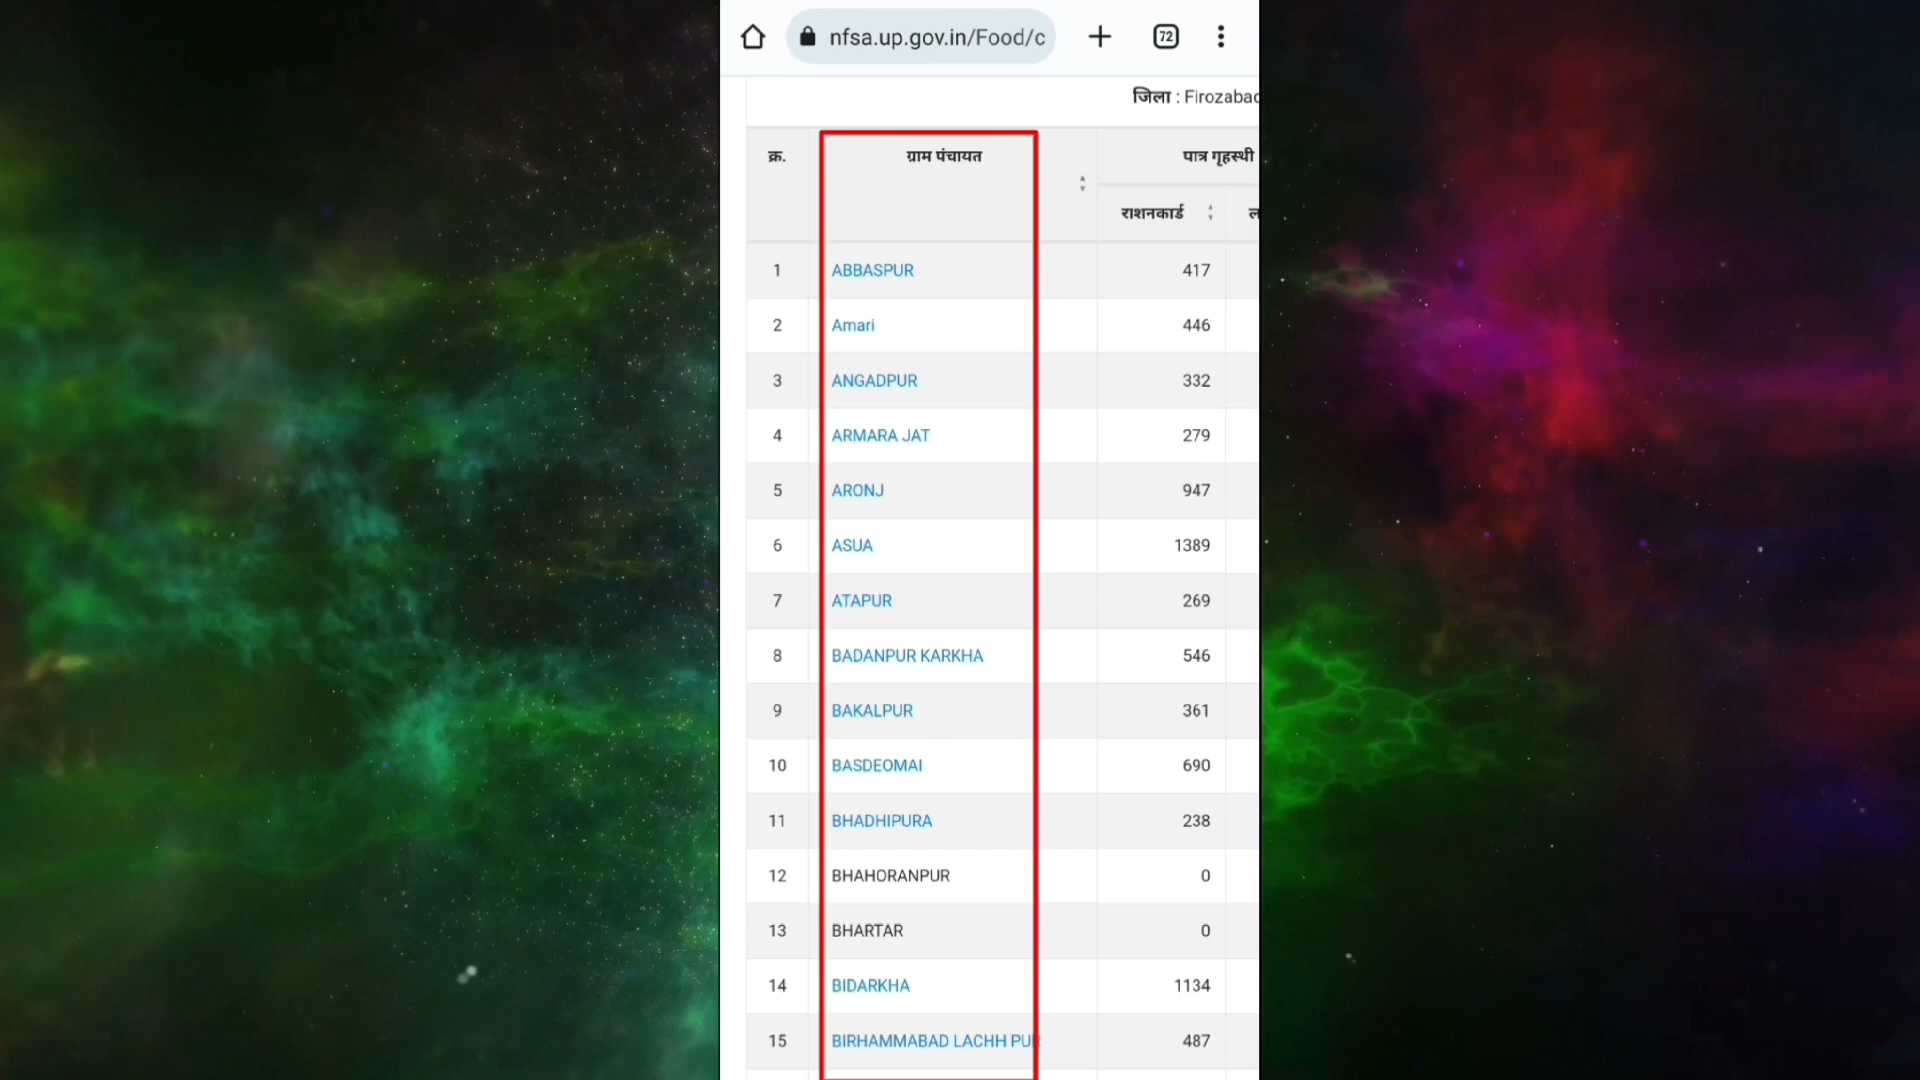 nfsa.up.gov.in/Food/c
72
जिला : Firozabad
क्र. ग्राम पंचायत पात्र गृहस्थी
राशनकार्ड
1 ABBASPUR 417
2 Amari 446
3 ANGADPUR 332
4 ARMARA JAT 279
5 ARONJ 947
6 ASUA 1389
7 ATAPUR 269
8 BADANPUR KARKHA 546
9 BAKALPUR 361
10 BASDEOMAI 690
11 BHADHIPURA 238
12 BHAHORANPUR 0
13 BHARTAR 0
14 BIDARKHA 1134
15 BIRHAMMABAD LACHH PUR 487